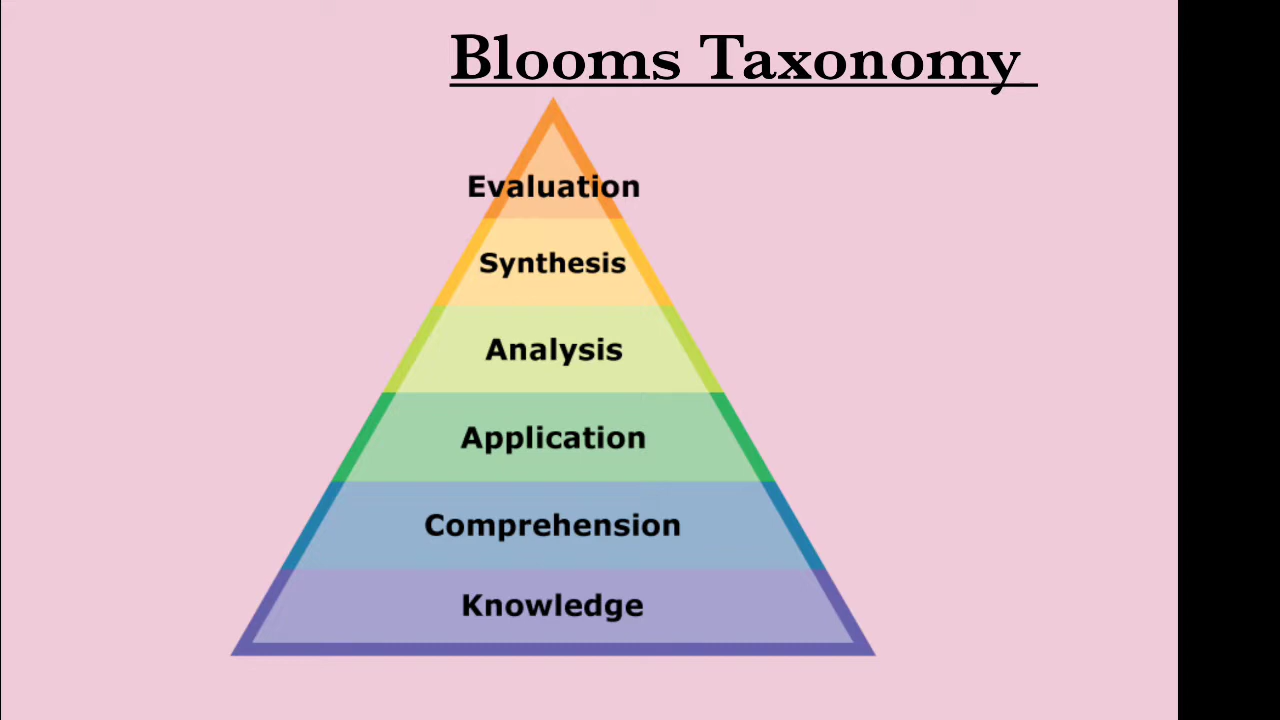 Blooms Taxonomy
Evaluation
Synthesis
Analysis
Application
Comprehension
Knowledge